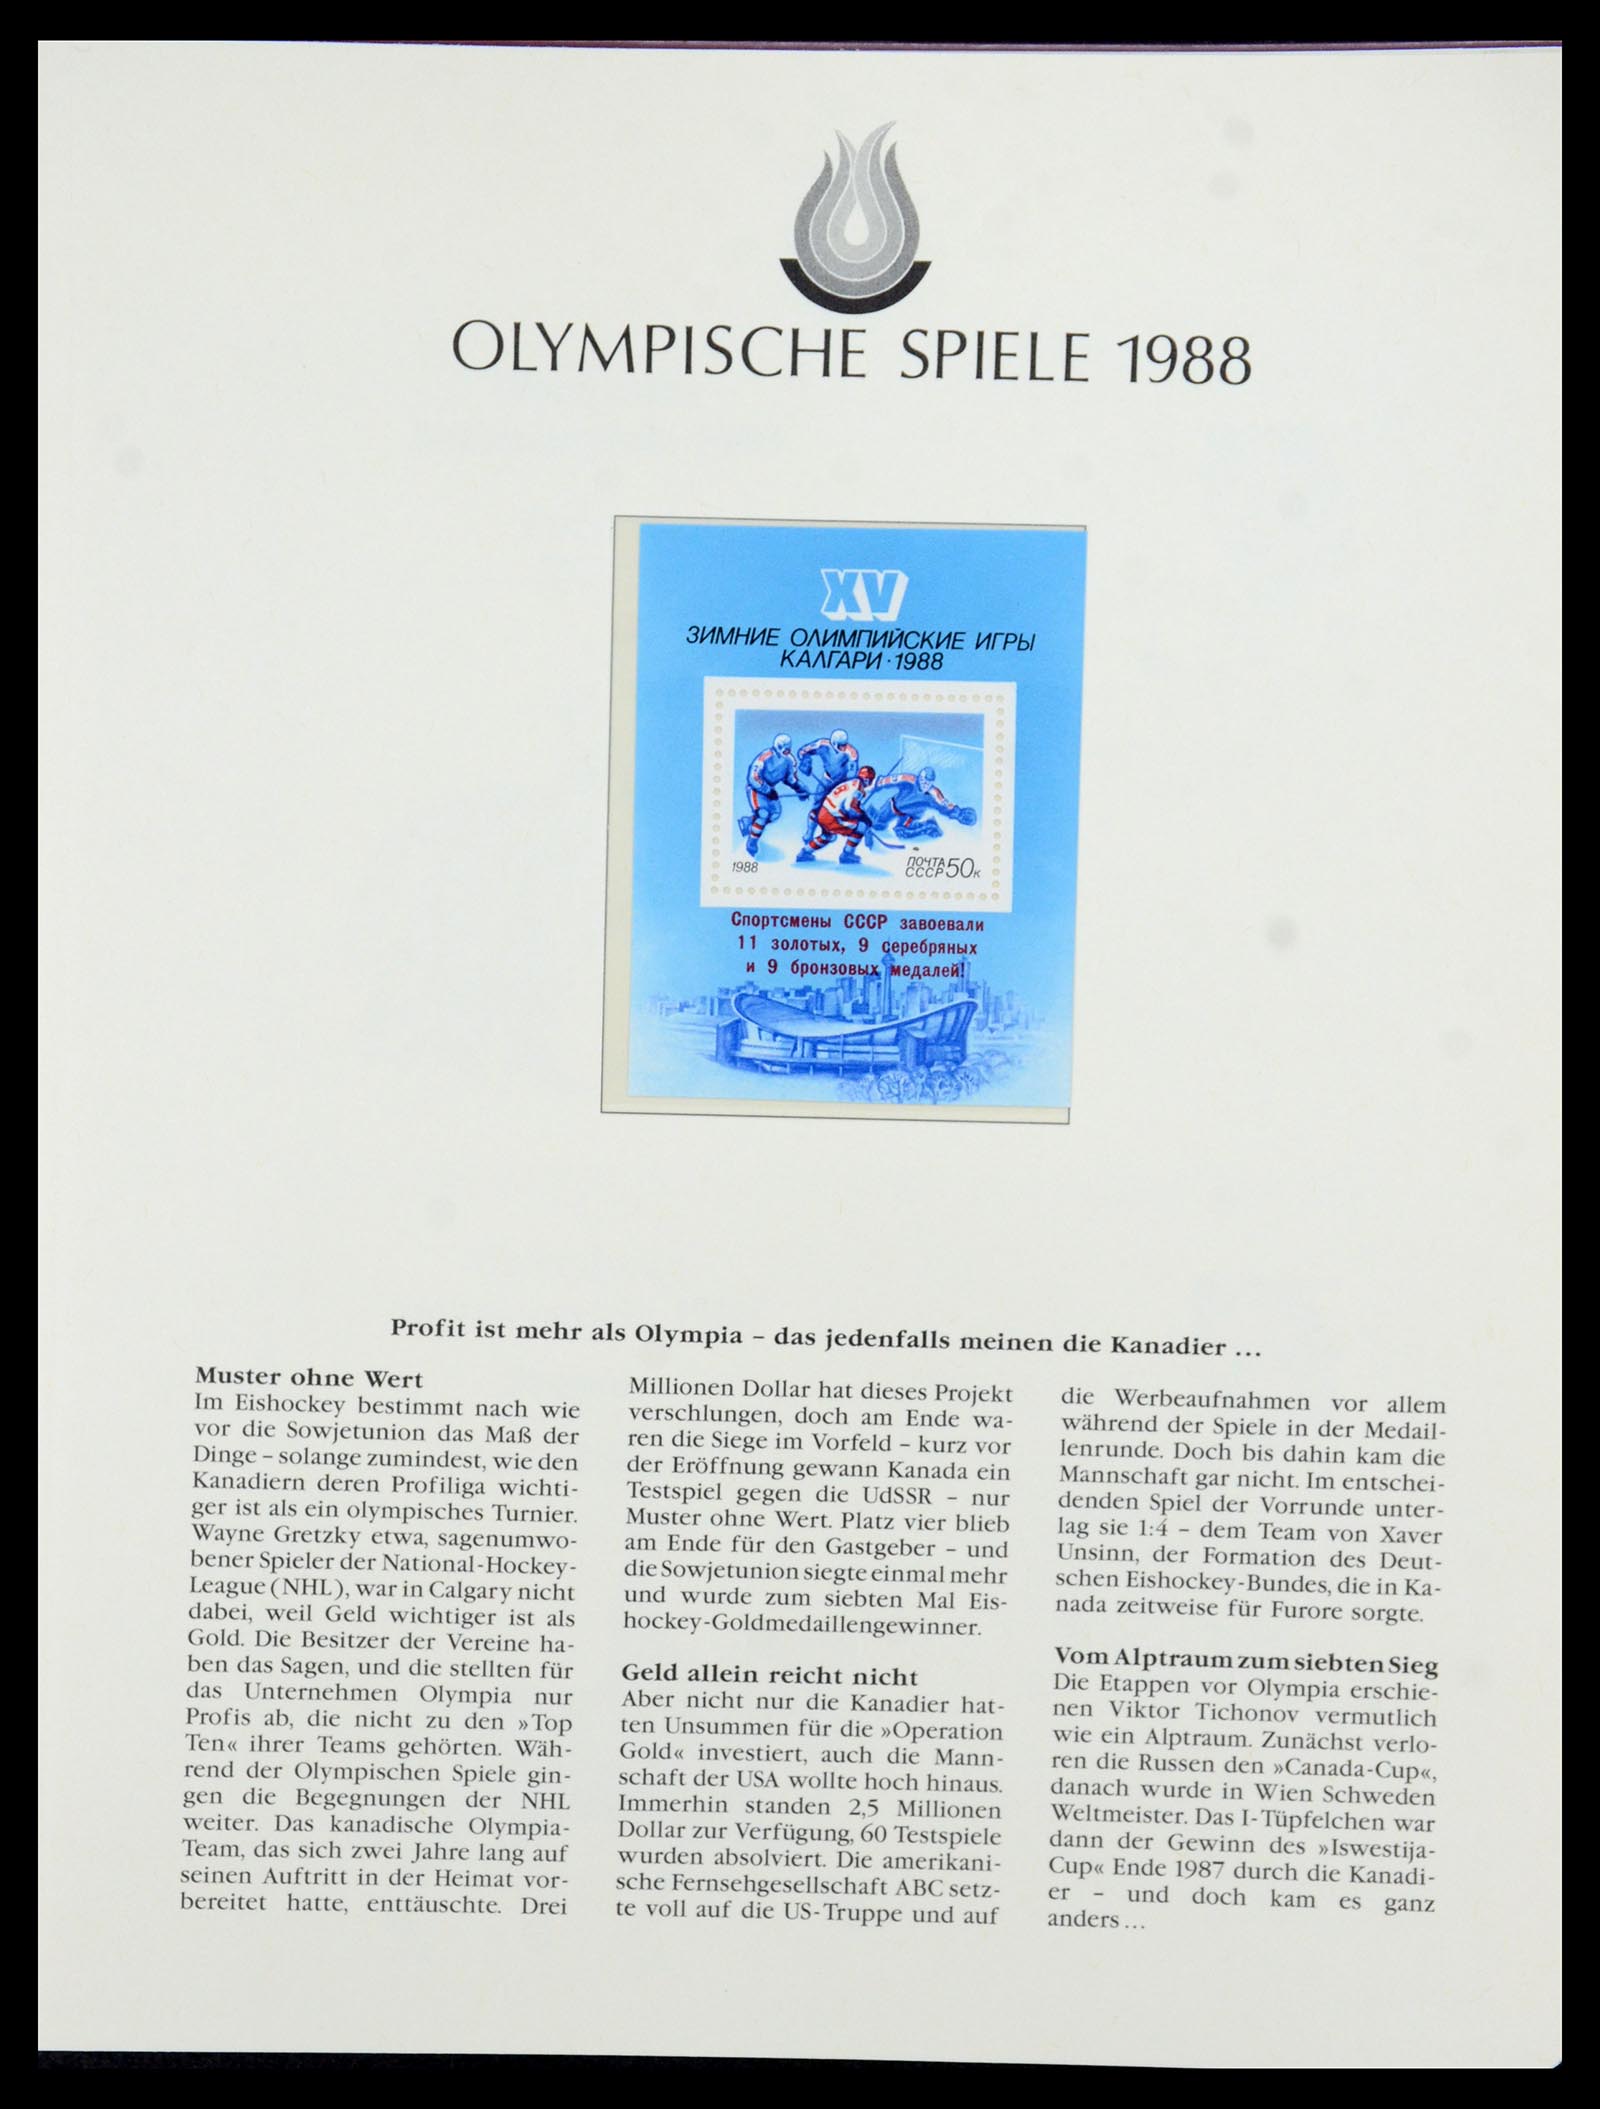 OLYMPISCHE SPIELE 1988
XV
ЗИМНИЕ ОЛИМПИЙСКИЕ ИГРЫ
КАЛГАРИ · 1988
1988
ПОЧТА
СССР 50к
Спортсмены СССР завоевали
11 золотых, 9 серебряных
и 9 бронзовых медалей!
Profit ist mehr als Olympia – das jedenfalls meinen die Kanadier ...
Muster ohne Wert
Im Eishockey bestimmt nach wie
vor die Sowjetunion das Maß der
Dinge – solange zumindest, wie den
Kanadiern deren Profiliga wichti-
ger ist als ein olympisches Turnier.
Wayne Gretzky etwa, sagenumwo-
bener Spieler der National-Hockey-
League (NHL), war in Calgary nicht
dabei, weil Geld wichtiger ist als
Gold. Die Besitzer der Vereine ha-
ben das Sagen, und die stellten für
das Unternehmen Olympia nur
Profis ab, die nicht zu den »Top
Ten« ihrer Teams gehörten. Wäh-
rend der Olympischen Spiele gin-
gen die Begegnungen der NHL
weiter. Das kanadische Olympia-
Team, das sich zwei Jahre lang auf
seinen Auftritt in der Heimat vor-
bereitet hatte, enttäuschte. Drei
Millionen Dollar hat dieses Projekt
verschlungen, doch am Ende wa-
ren die Siege im Vorfeld – kurz vor
der Eröffnung gewann Kanada ein
Testspiel gegen die UdSSR – nur
Muster ohne Wert. Platz vier blieb
am Ende für den Gastgeber – und
die Sowjetunion siegte einmal mehr
und wurde zum siebten Mal Eis-
hockey-Goldmedaillengewinner.
Geld allein reicht nicht
Aber nicht nur die Kanadier hat-
ten Unsummen für die »Operation
Gold« investiert, auch die Mann-
schaft der USA wollte hoch hinaus.
Immerhin standen 2,5 Millionen
Dollar zur Verfügung, 60 Testspiele
wurden absolviert. Die amerikani-
sche Fernsehgesellschaft ABC setz-
te voll auf die US-Truppe und auf
die Werbeaufnahmen vor allem
während der Spiele in der Medail-
lenrunde. Doch bis dahin kam die
Mannschaft gar nicht. Im entschei-
denden Spiel der Vorrunde unter-
lag sie 1:4 – dem Team von Xaver
Unsinn, der Formation des Deut-
schen Eishockey-Bundes, die in Ka-
nada zeitweise für Furore sorgte.
Vom Alptraum zum siebten Sieg
Die Etappen vor Olympia erschie-
nen Viktor Tichonov vermutlich
wie ein Alptraum. Zunächst verlo-
ren die Russen den »Canada-Cup«,
danach wurde in Wien Schweden
Weltmeister. Das I-Tüpfelchen war
dann der Gewinn des »Iswestija-
Cup« Ende 1987 durch die Kanadi-
er – und doch kam es ganz
anders ...